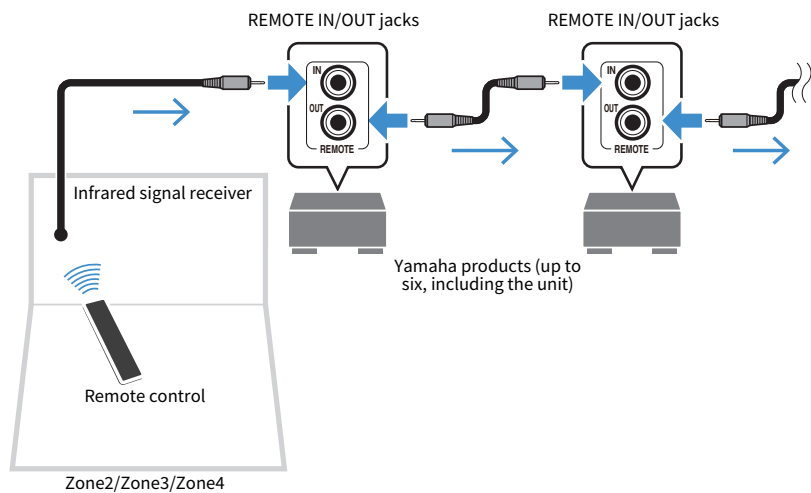 REMOTE IN/OUT jacks
REMOTE IN/OUT jacks
IN
OUT
REMOTE
IN
OUT
REMOTE
Infrared signal receiver
Yamaha products (up to
six, including the unit)
Remote control
Zone2/Zone3/Zone4